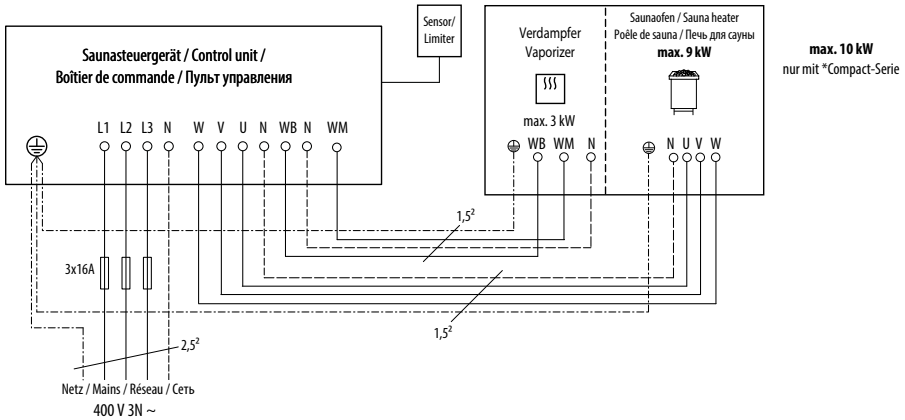 Saunasteuergerät / Control unit /
Boîtier de commande / Пульт управления
Sensor/
Limiter
Verdampfer
Vaporizer
max. 3 kW
Saunaofen / Sauna heater
Poêle de sauna / Печь для сауны
max. 9 kW
max. 10 kW
nur mit *Compact-Serie
L1 L2 L3 N W V U N WB N WM
WB WM N
N U V W
3x16A
1,5²
1,5²
2,5²
Netz / Mains / Réseau / Сеть
400 V 3N ~